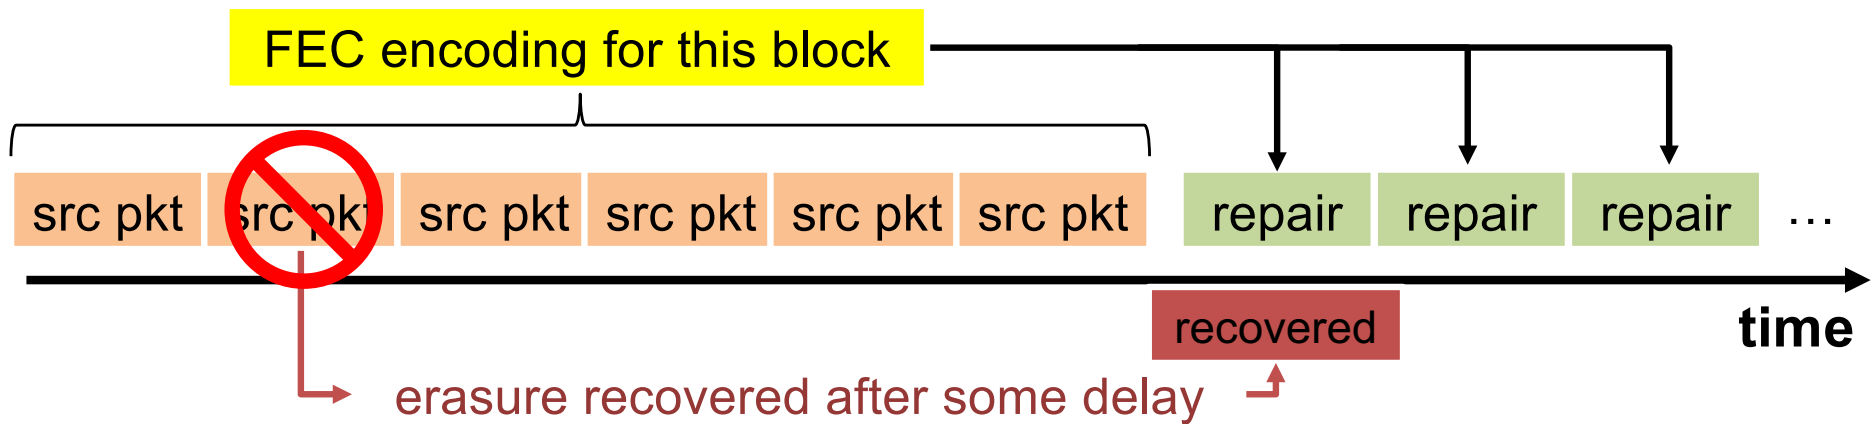 FEC encoding for this block
src pkt src pkt src pkt src pkt src pkt src pkt repair repair repair …
recovered
time
erasure recovered after some delay